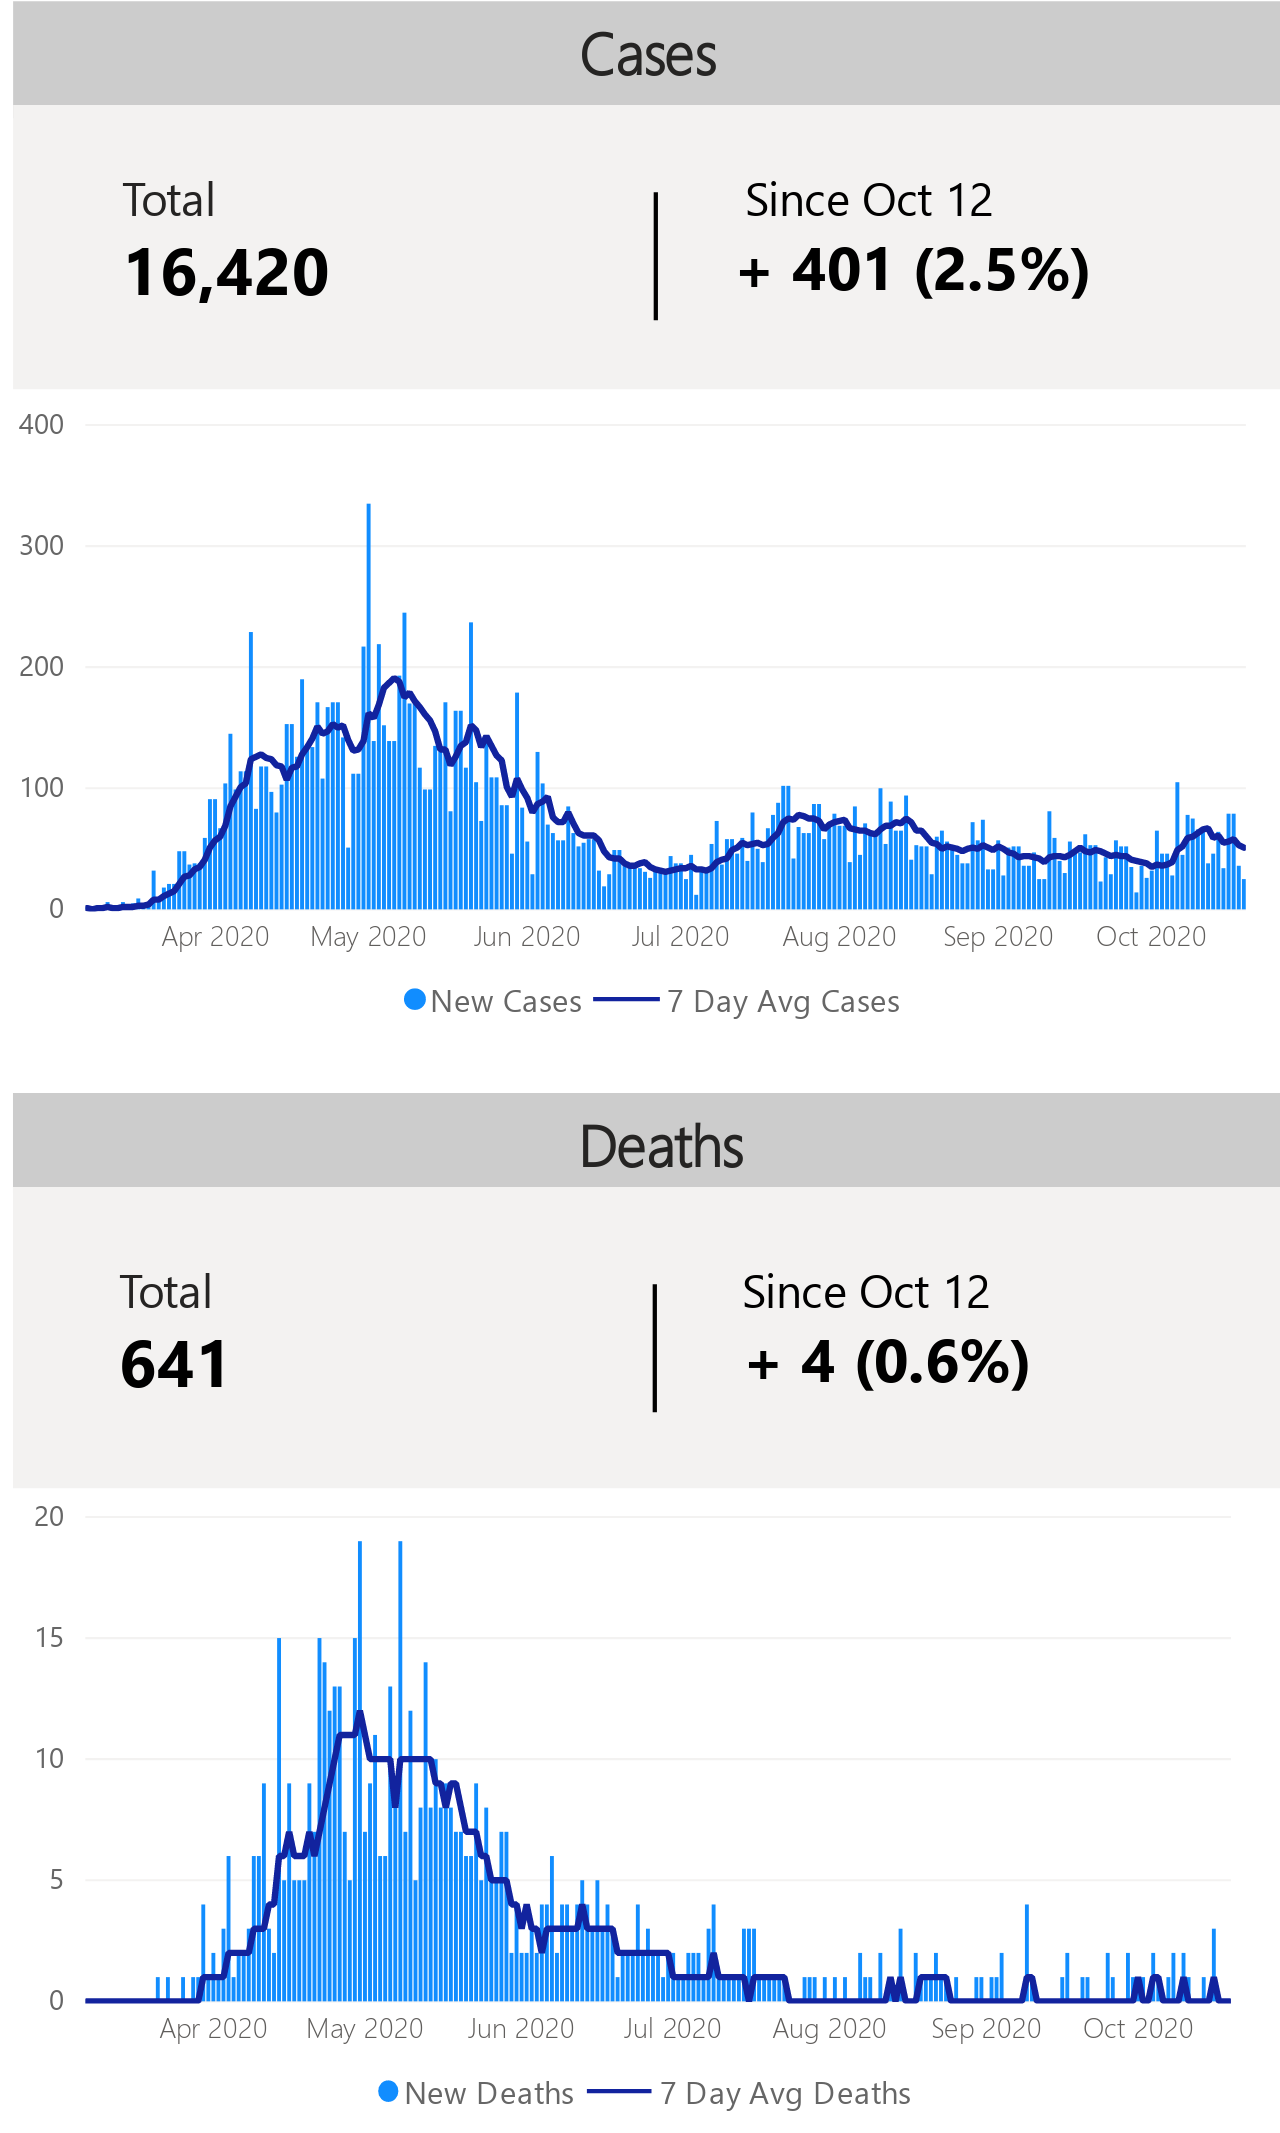 Cases
Total
Since Oct 12
16,420
+ 401 (2.5%)
400
300
200
100
0
Apr 2020 May 2020 Jun 2020 Jul 2020 Aug 2020 Sep 2020 Oct 2020
New Cases 7 Day Avg Cases
Deaths
Total
Since Oct 12
641
+ 4 (0.6%)
20
15
10
5
0
Apr 2020 May 2020 Jun 2020 Jul 2020 Aug 2020 Sep 2020 Oct 2020
New Deaths 7 Day Avg Deaths